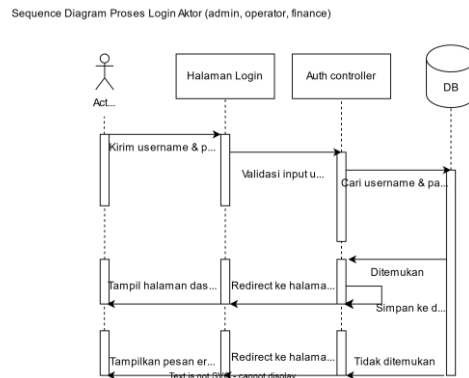 Sequence Diagram Proses Login Aktor (admin, operator, finance)
Halaman Login
Auth controller
DB
Act...
Kirim username & p...
Validasi input u...
Cari username & pa...
Ditemukan
Simpan ke d...
Redirect ke halama...
Tampil halaman das...
Tidak ditemukan
Redirect ke halama...
Tampilkan pesan er...
Text is not SVG - cannot display